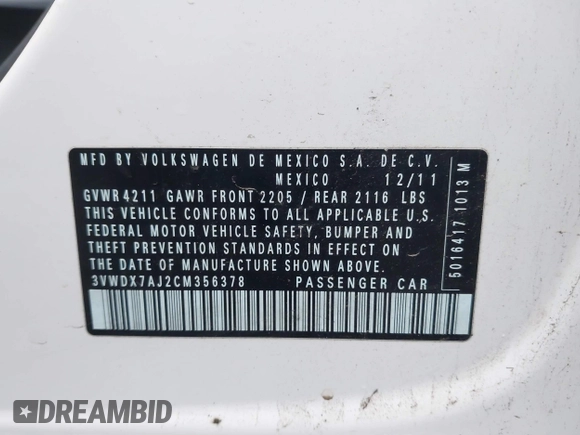 MFD BY VOLKSWAGEN DE MEXICO S.A. DE C.V.
MEXICO 12/11
GVWR 4211 GAWR FRONT 2205 / REAR 2116 LBS
THIS VEHICLE CONFORMS TO ALL APPLICABLE U.S.
FEDERAL MOTOR VEHICLE SAFETY, BUMPER AND
THEFT PREVENTION STANDARDS IN EFFECT ON
THE DATE OF MANUFACTURE SHOWN ABOVE.
3VWDX7AJ2CM356378 PASSENGER CAR
5016417 1013 M
DREAMBID